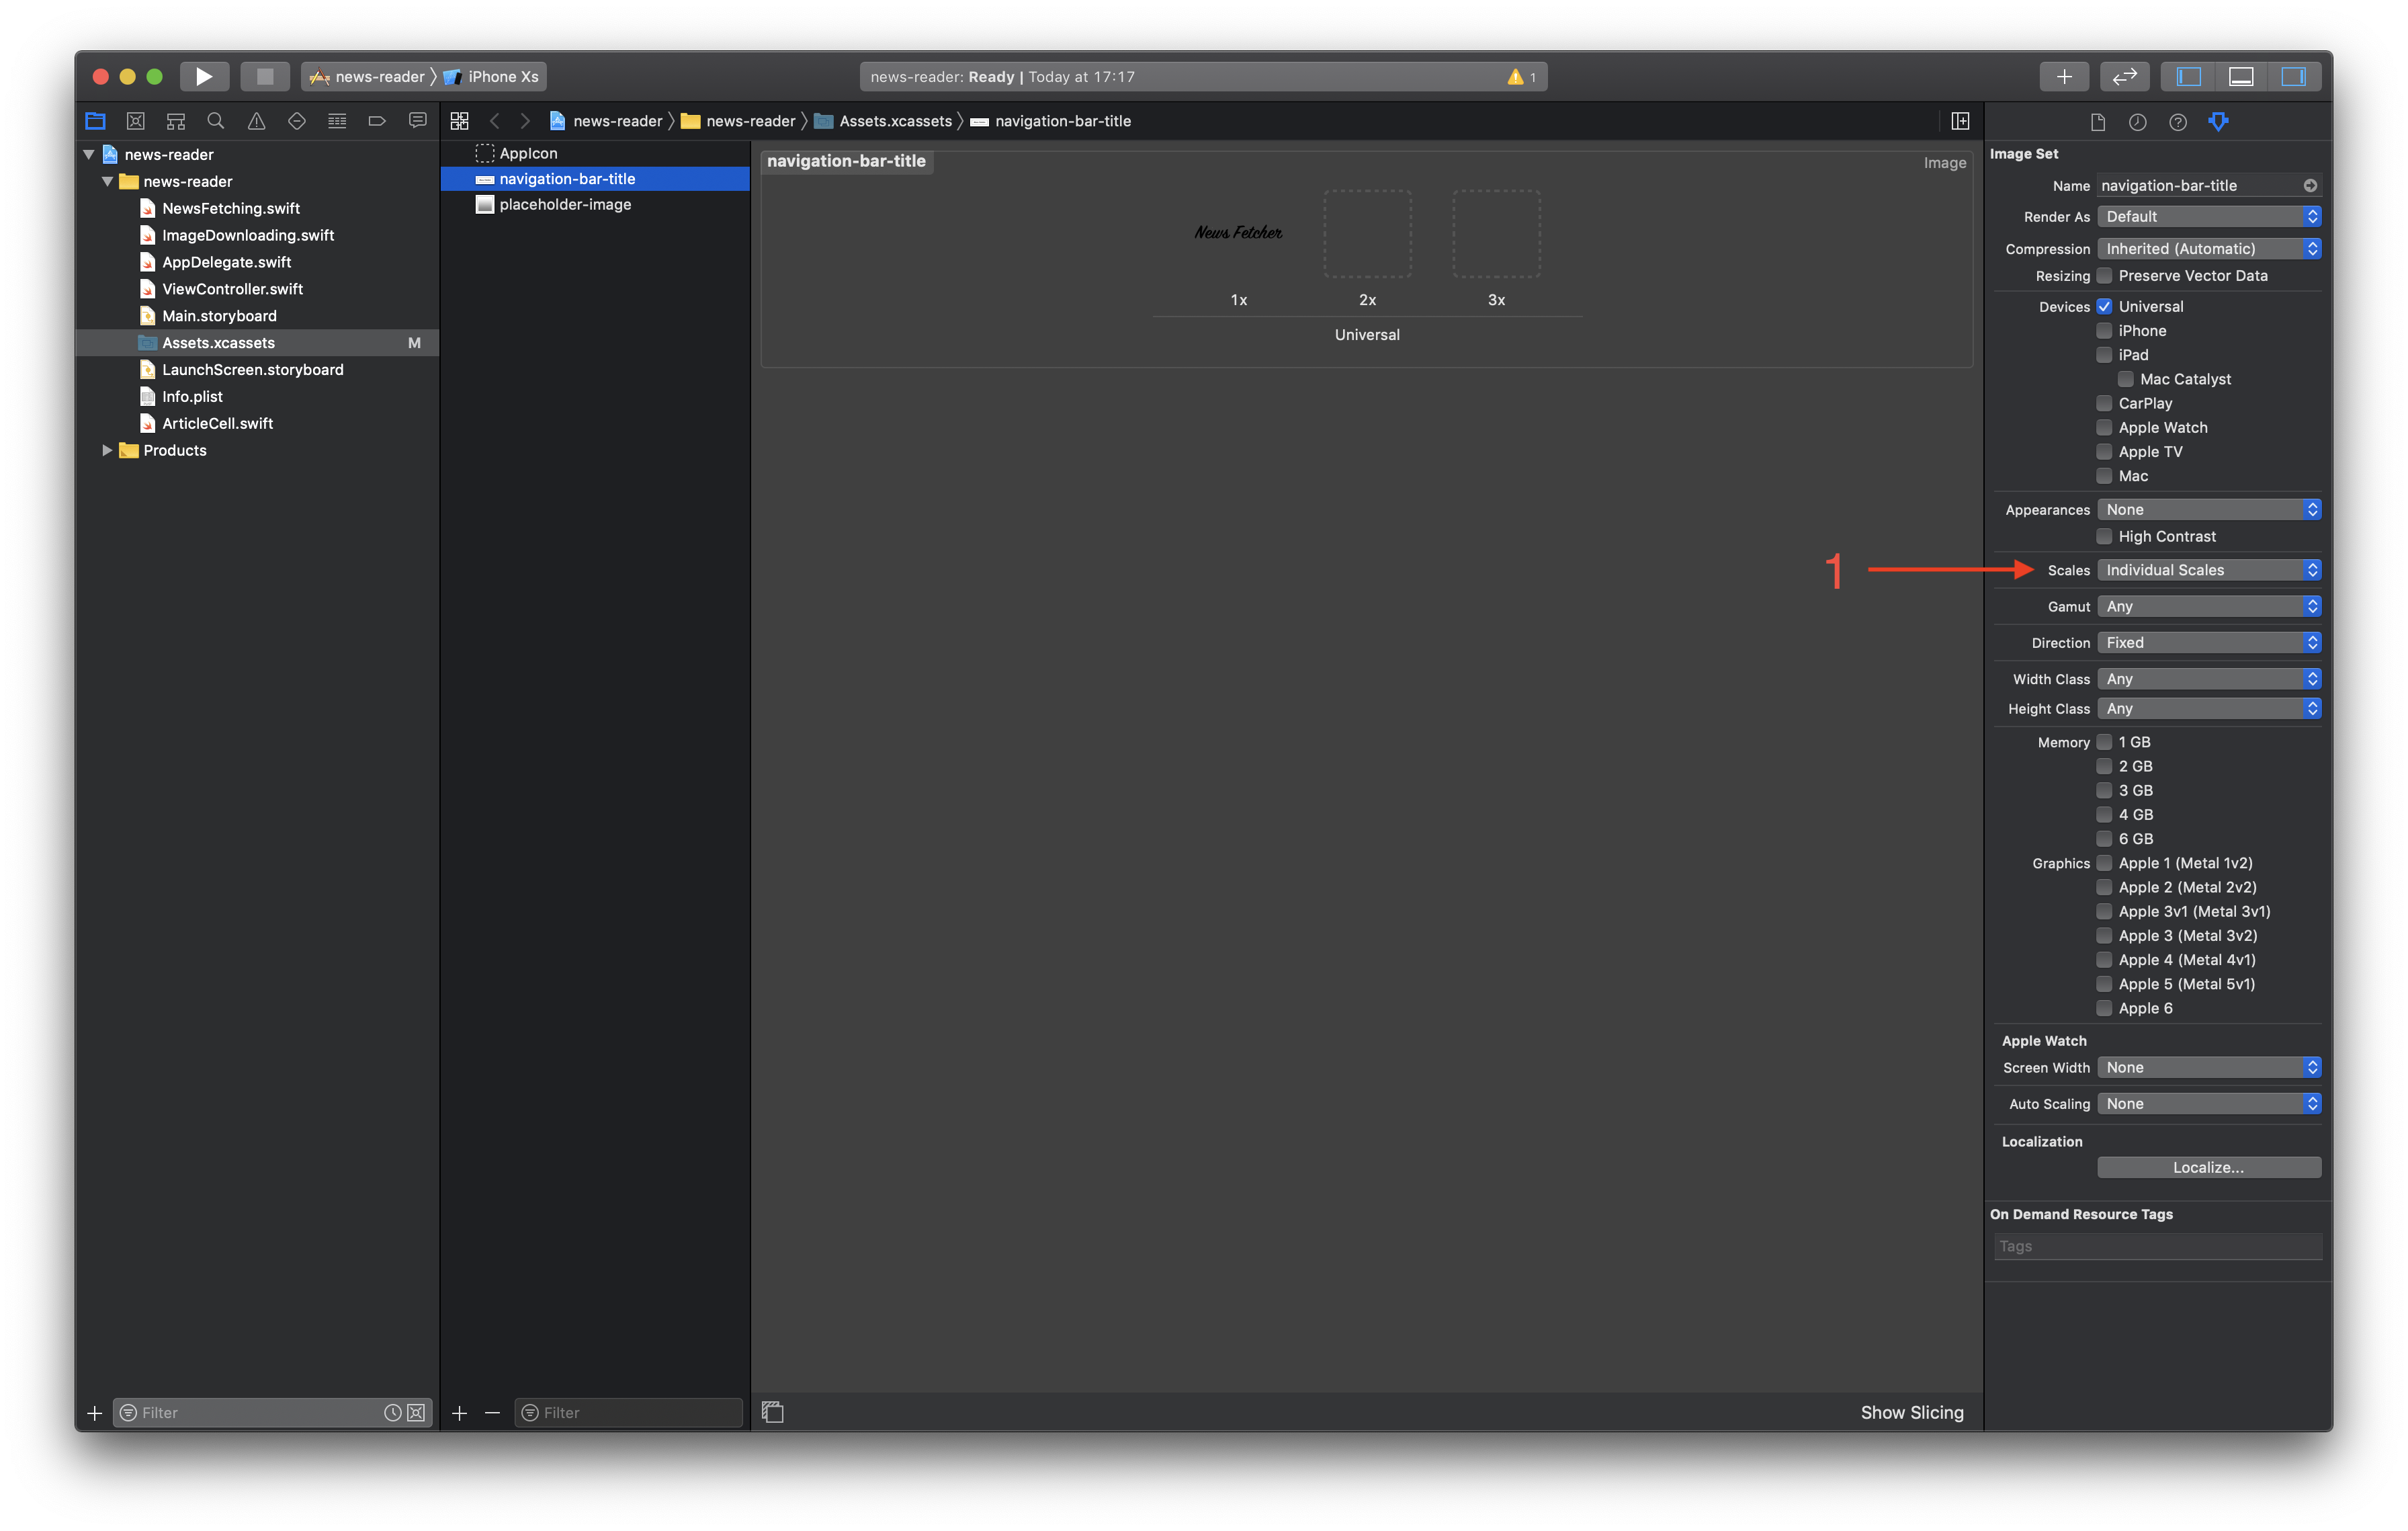 news-reader iPhone Xs
news-reader: Ready | Today at 17:17
1
news-reader
news-reader
NewsFetching.swift
ImageDownloading.swift
AppDelegate.swift
ViewController.swift
Main.storyboard
Assets.xcassets M
LaunchScreen.storyboard
Info.plist
ArticleCell.swift
Products
Filter
news-reader news-reader Assets.xcassets navigation-bar-title
AppIcon
navigation-bar-title
placeholder-image
Filter
navigation-bar-title
Image
News Fetcher
1x 2x 3x
Universal
1
Show Slicing
Image Set
Name navigation-bar-title
Render As Default
Compression Inherited (Automatic)
Resizing Preserve Vector Data
Devices Universal
iPhone
iPad
Mac Catalyst
CarPlay
Apple Watch
Apple TV
Mac
Appearances None
High Contrast
Scales Individual Scales
Gamut Any
Direction Fixed
Width Class Any
Height Class Any
Memory 1 GB
2 GB
3 GB
4 GB
6 GB
Graphics Apple 1 (Metal 1v2)
Apple 2 (Metal 2v2)
Apple 3v1 (Metal 3v1)
Apple 3 (Metal 3v2)
Apple 4 (Metal 4v1)
Apple 5 (Metal 5v1)
Apple 6
Apple Watch
Screen Width None
Auto Scaling None
Localization
Localize...
On Demand Resource Tags
Tags